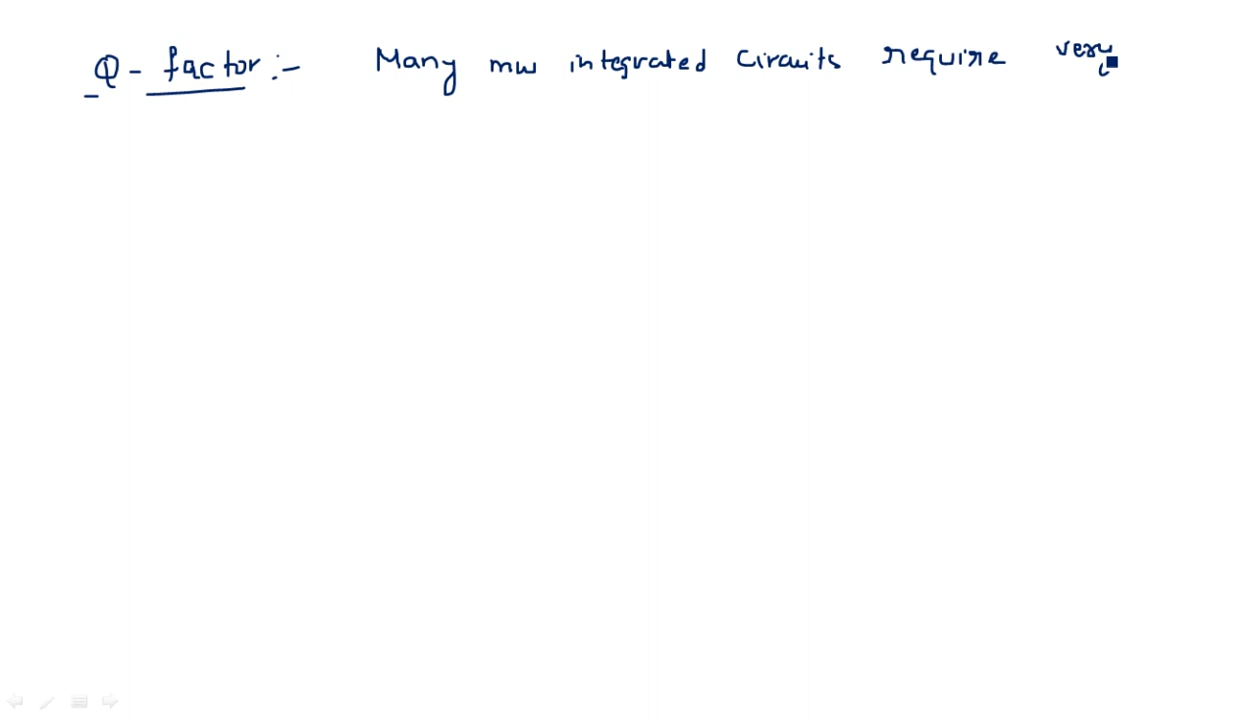 Q - factor :- Many mw integrated circuits require very